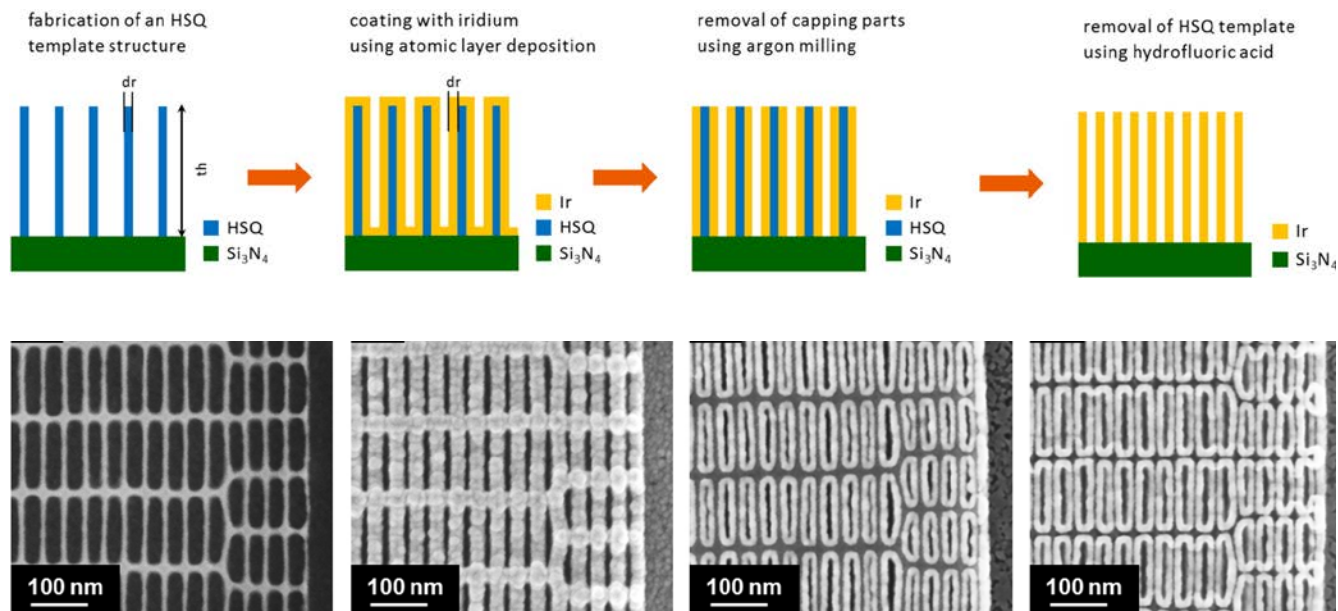 fabrication of an HSQ
template structure
coating with iridium
using atomic layer deposition
removal of capping parts
using argon milling
removal of HSQ template
using hydrofluoric acid
dr
th
HSQ
Si₃N₄
dr
Ir
HSQ
Si₃N₄
Ir
HSQ
Si₃N₄
Ir
Si₃N₄
100 nm
100 nm
100 nm
100 nm